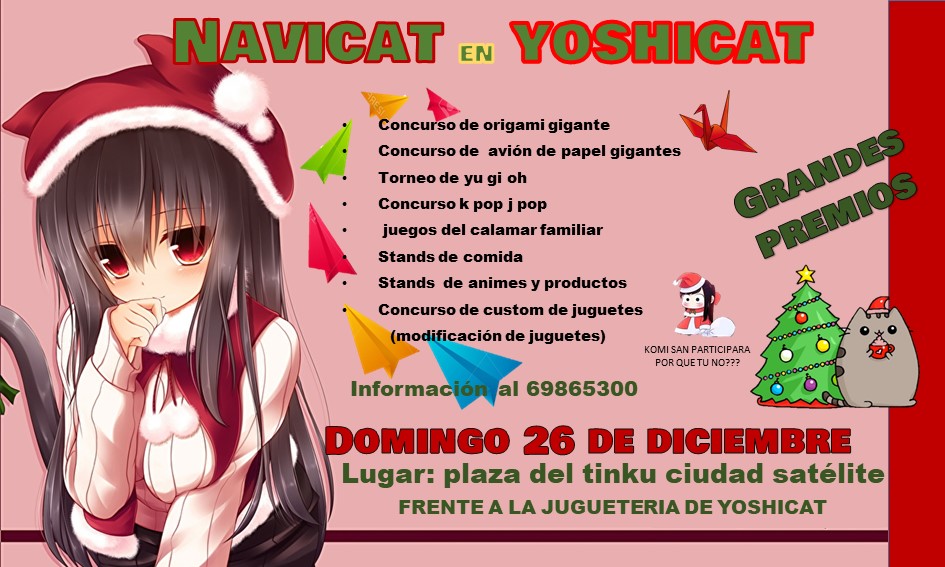 NAVICAT EN YOSHICAT
• Concurso de origami gigante
• Concurso de avión de papel gigantes
• Torneo de yu gi oh
• Concurso k pop j pop
• juegos del calamar familiar
• Stands de comida
• Stands de animes y productos
• Concurso de custom de juguetes
(modificación de juguetes)
GRANDES
PREMIOS
KOMI SAN PARTICIPARA
POR QUE TU NO???
Información al 69865300
DOMINGO 26 DE DICIEMBRE
Lugar: plaza del tinku ciudad satélite
FRENTE A LA JUGUETERIA DE YOSHICAT